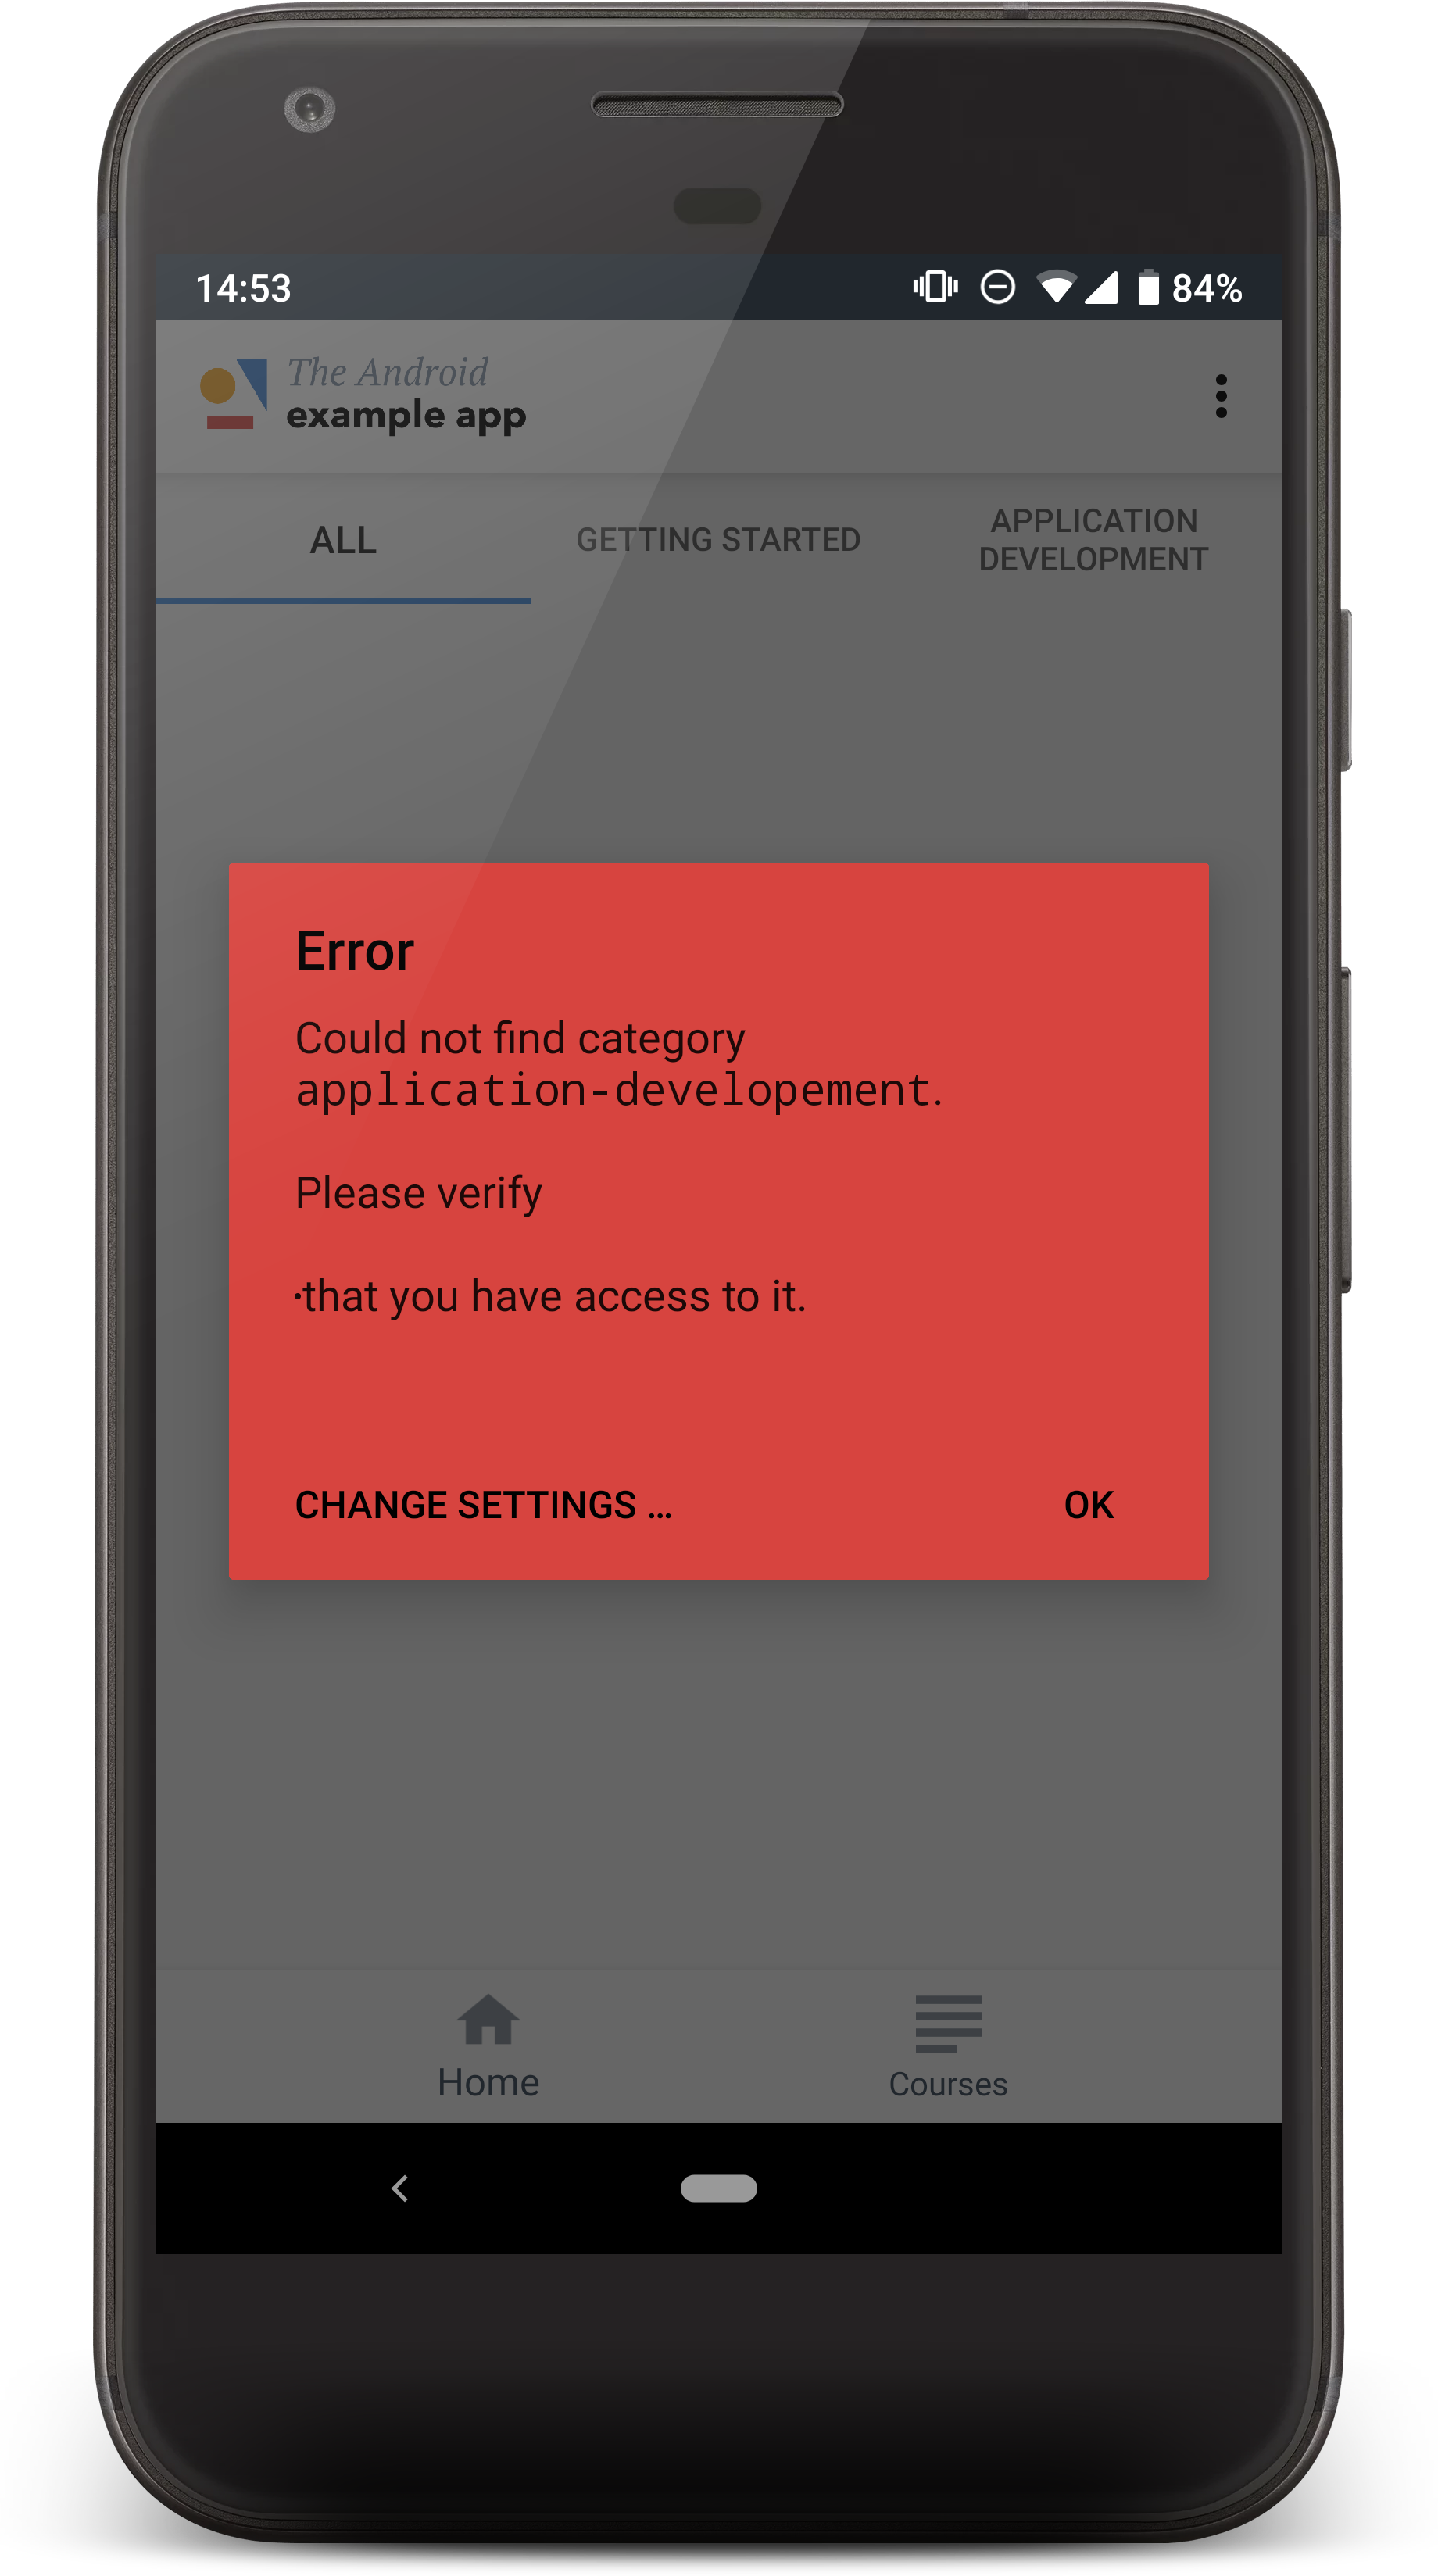 14:53
84%
The Android
example app
ALL
GETTING STARTED
APPLICATION
DEVELOPMENT
Error
Could not find category
application-developement.
Please verify
·that you have access to it.
CHANGE SETTINGS ...
OK
Home
Courses